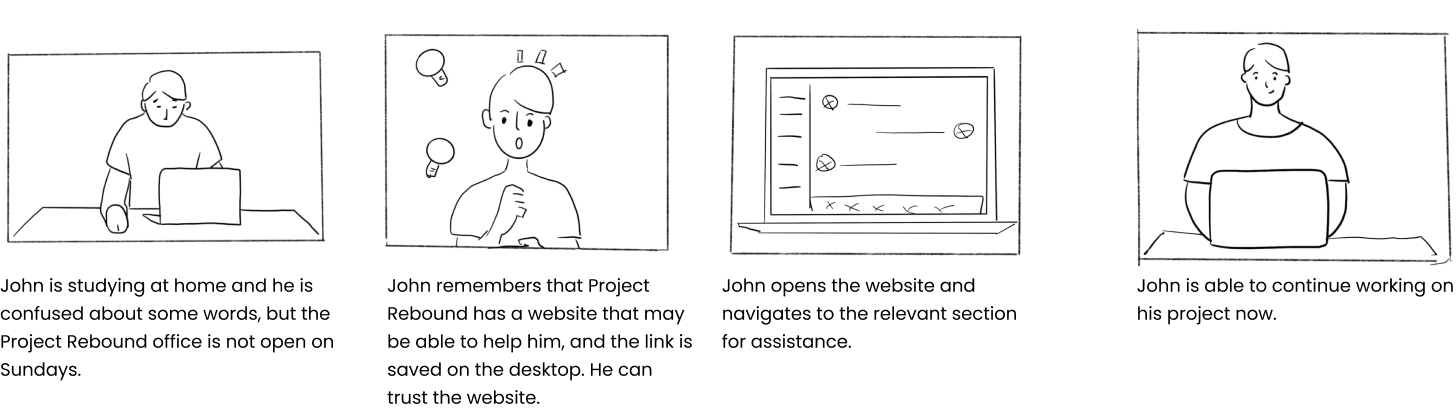 John is studying at home and he is
confused about some words, but the
Project Rebound office is not open on
Sundays.
John remembers that Project
Rebound has a website that may
be able to help him, and the link is
saved on the desktop. He can
trust the website.
John opens the website and
navigates to the relevant section
for assistance.
John is able to continue working on
his project now.